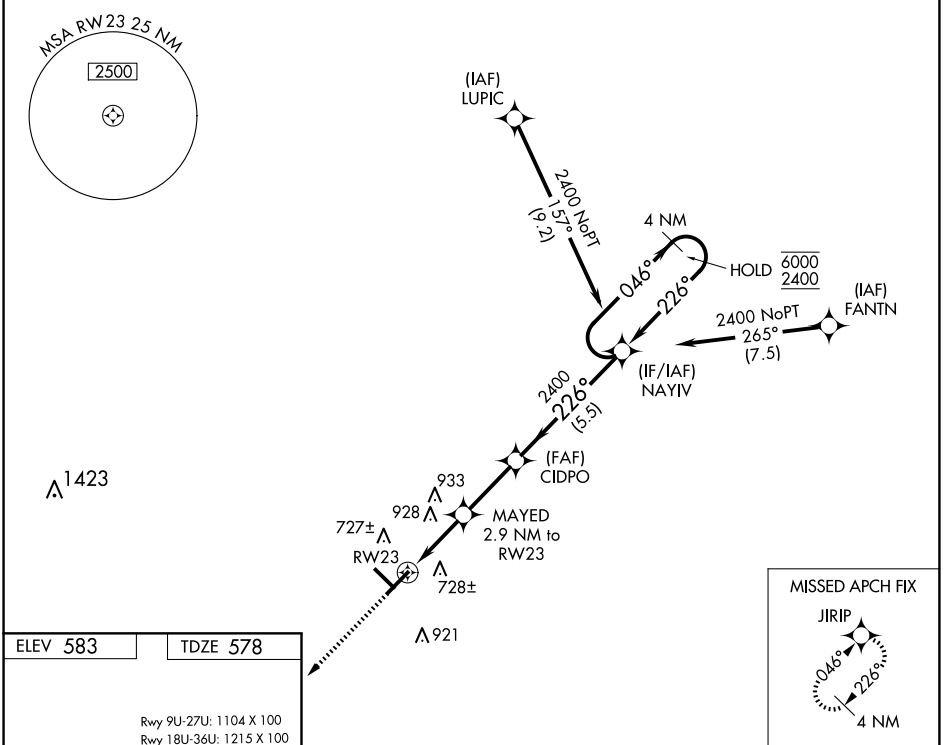 MSA RW23 25 NM
2500
(IAF)
LUPIC
2400 NoPT
157°
(9.2)
4 NM
HOLD 6000
2400
046°
226°
(IAF)
FANTN
2400 NoPT
265°
(7.5)
(IF/IAF)
NAYIV
2400
226°
(5.5)
(FAF)
CIDPO
1423
933
928
MAYED
2.9 NM to
RW23
727±
RW23
728±
921
MISSED APCH FIX
JIRIP
046°
226°
4 NM
ELEV 583
TDZE 578
Rwy 9U-27U: 1104 X 100
Rwy 18U-36U: 1215 X 100